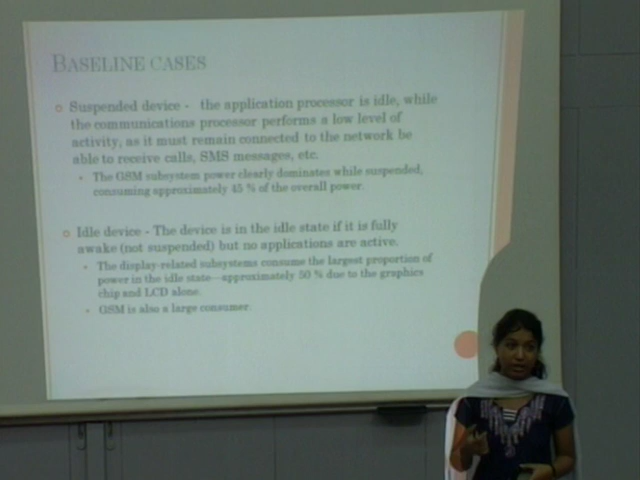 BASELINE CASES
Suspended device - the application processor is idle, while
the communications processor performs a low level of
activity, as it must remain connected to the network be
able to receive calls, SMS messages, etc.
The GSM subsystem power clearly dominates while suspended,
consuming approximately 45 % of the overall power.
Idle device - The device is in the idle state if it is fully
awake (not suspended) but no applications are active.
The display-related subsystems consume the largest proportion of
power in the idle state—approximately 50 % due to the graphics
chip and LCD alone.
GSM is also a large consumer.